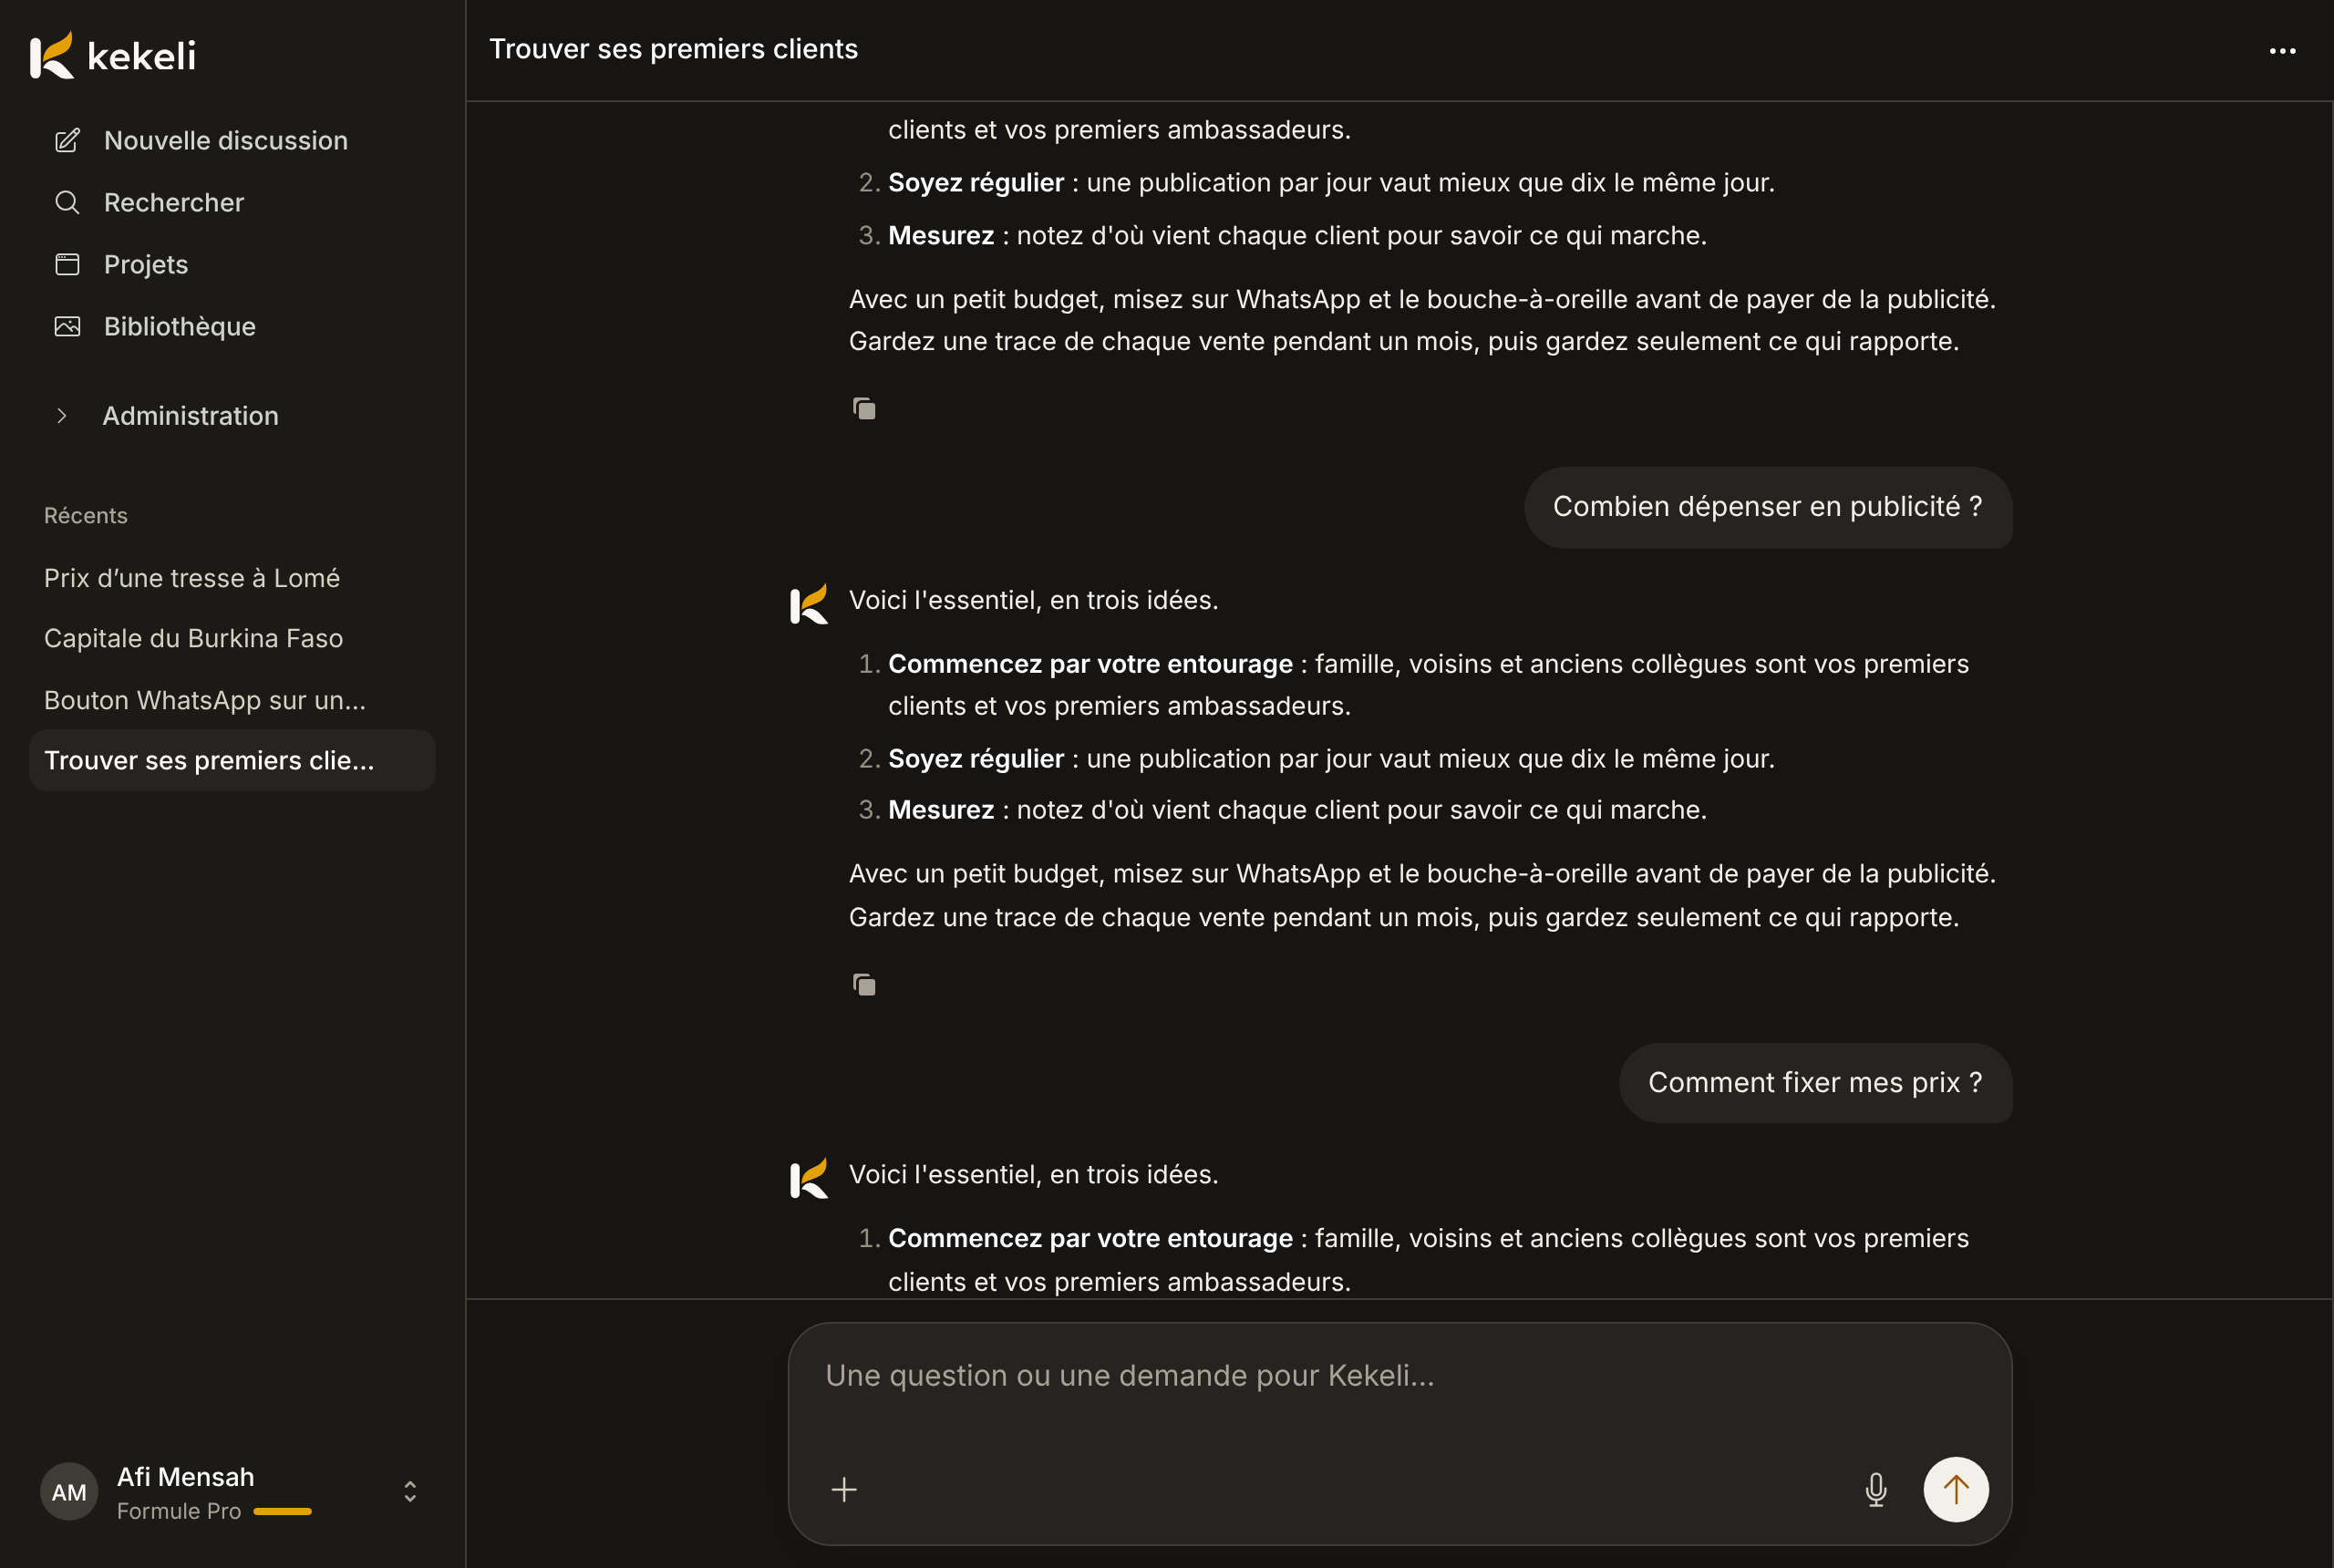 kekeli
Nouvelle discussion
Rechercher
Projets
Bibliothèque
Administration
Récents
Prix d’une tresse à Lomé
Capitale du Burkina Faso
Bouton WhatsApp sur un...
Trouver ses premiers clie...
AM
Afi Mensah
Formule Pro
Trouver ses premiers clients
clients et vos premiers ambassadeurs.
2. Soyez régulier : une publication par jour vaut mieux que dix le même jour.
3. Mesurez : notez d'où vient chaque client pour savoir ce qui marche.
Avec un petit budget, misez sur WhatsApp et le bouche-à-oreille avant de payer de la publicité.
Gardez une trace de chaque vente pendant un mois, puis gardez seulement ce qui rapporte.
Combien dépenser en publicité ?
Voici l'essentiel, en trois idées.
1. Commencez par votre entourage : famille, voisins et anciens collègues sont vos premiers
clients et vos premiers ambassadeurs.
2. Soyez régulier : une publication par jour vaut mieux que dix le même jour.
3. Mesurez : notez d'où vient chaque client pour savoir ce qui marche.
Avec un petit budget, misez sur WhatsApp et le bouche-à-oreille avant de payer de la publicité.
Gardez une trace de chaque vente pendant un mois, puis gardez seulement ce qui rapporte.
Comment fixer mes prix ?
Voici l'essentiel, en trois idées.
1. Commencez par votre entourage : famille, voisins et anciens collègues sont vos premiers
clients et vos premiers ambassadeurs.
Une question ou une demande pour Kekeli...